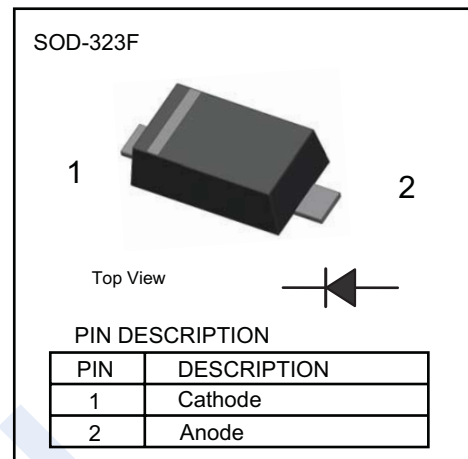 SOD-323F
1
2
Top View
PIN DESCRIPTION
PIN DESCRIPTION
1 Cathode
2 Anode